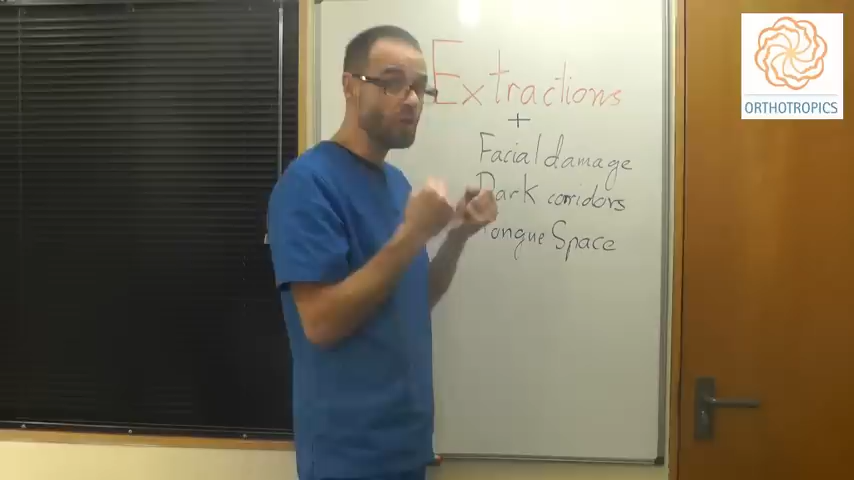 Extractions
+
Facial damage
Dark corridors
Tongue Space
ORTHOTROPICS